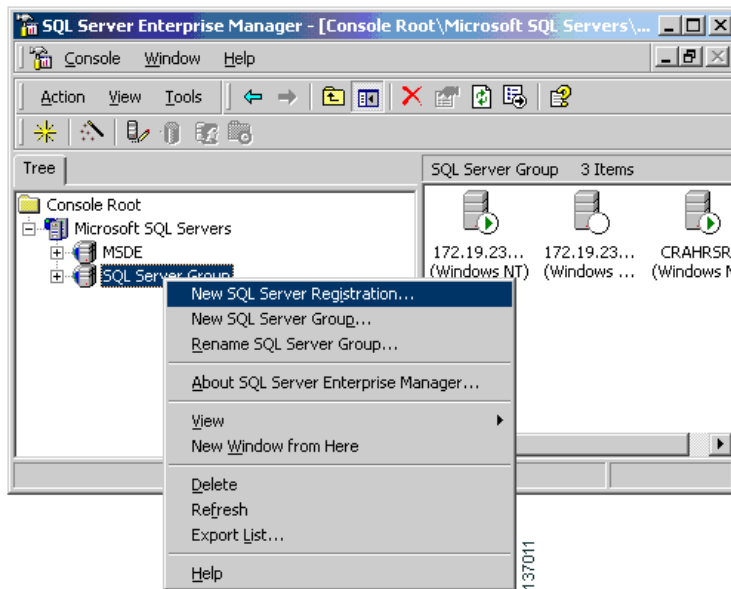 SQL Server Enterprise Manager - [Console Root\Microsoft SQL Servers\...
Console Window Help
Action View Tools
Tree
SQL Server Group 3 Items
Console Root
Microsoft SQL Servers
MSDE
SQL Server Group
172.19.23... 172.19.23... CRAHRSR
(Windows NT) (Windows ... (Windows N
New SQL Server Registration...
New SQL Server Group...
Rename SQL Server Group...
About SQL Server Enterprise Manager...
View
New Window from Here
Delete
Refresh
Export List...
Help
137011